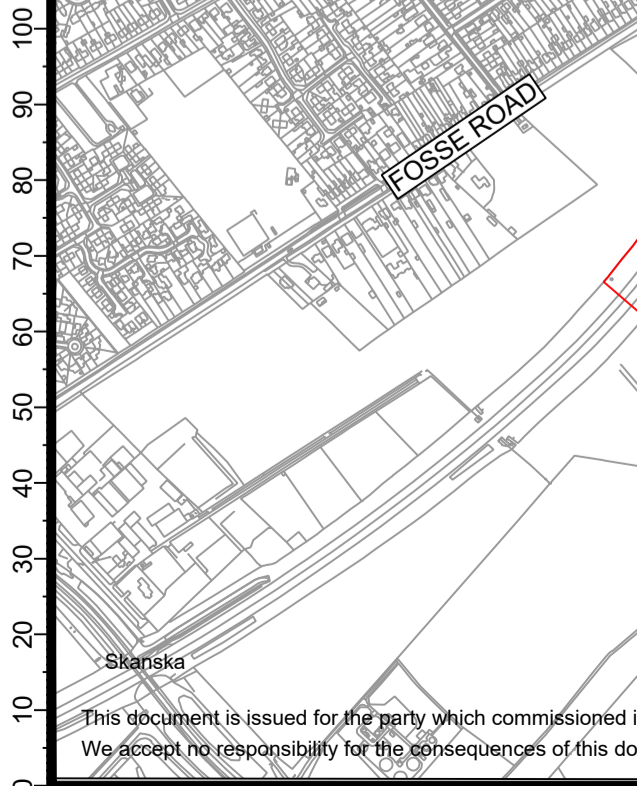 100
90
FOSSE ROAD
80
70
60
50
40
30
20
Skanska
10
This document is issued for the party which commissioned i
We accept no responsibility for the consequences of this do
0